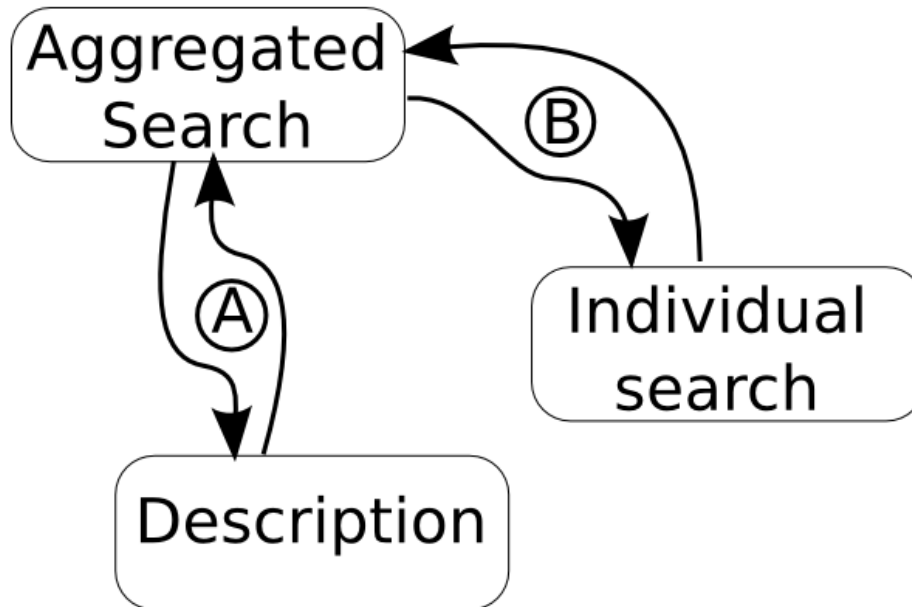 Aggregated
Search
B
A
Individual
search
Description